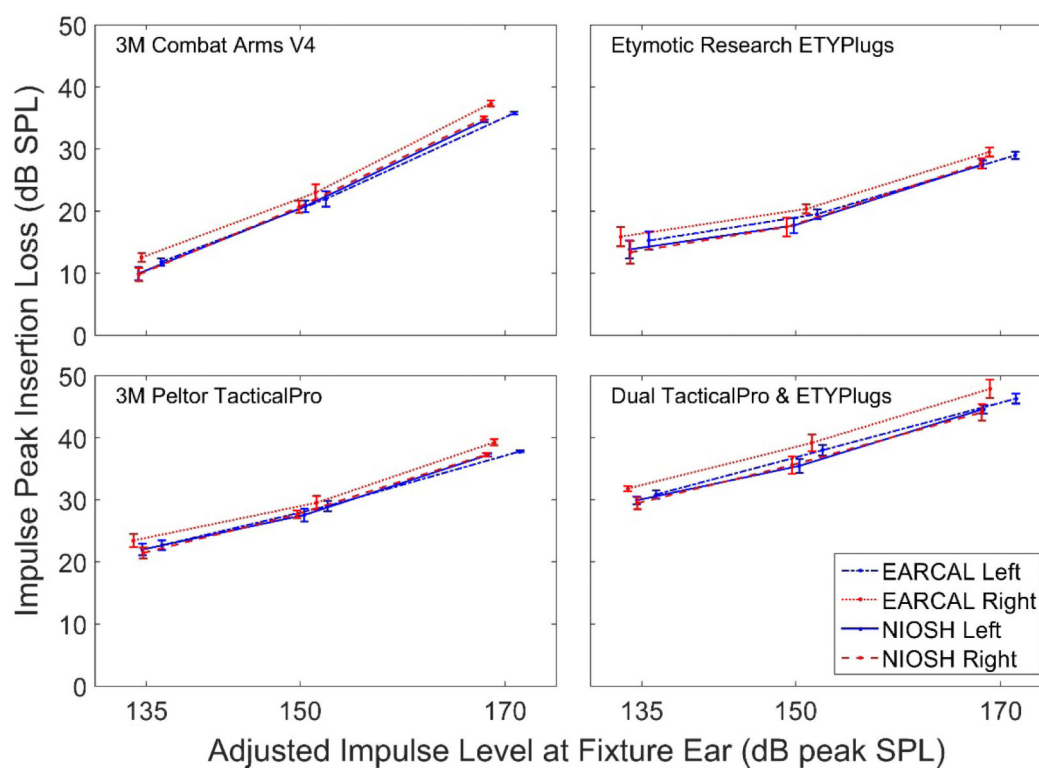 Impulse Peak Insertion Loss (dB SPL)
50
40
30
20
10
0
3M Combat Arms V4
Etymotic Research ETYPlugs
50
40
30
20
10
0
3M Peltor TacticalPro
Dual TacticalPro & ETYPlugs
EARCAL Left
EARCAL Right
NIOSH Left
NIOSH Right
135
150
170
135
150
170
Adjusted Impulse Level at Fixture Ear (dB peak SPL)